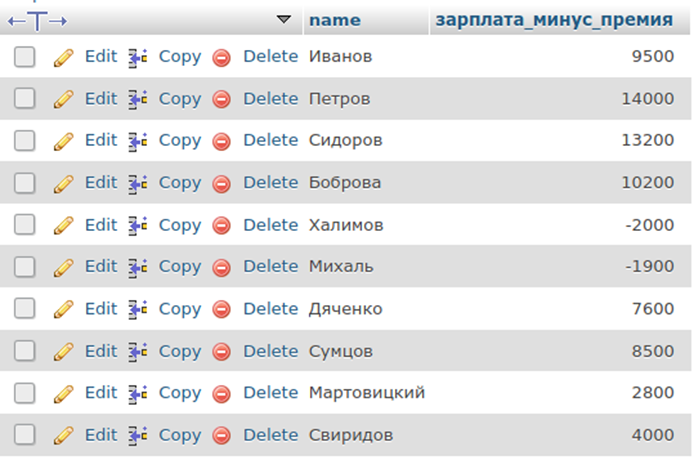 name зарплата_минус_премия
Edit Copy Delete Иванов 9500
Edit Copy Delete Петров 14000
Edit Copy Delete Сидоров 13200
Edit Copy Delete Боброва 10200
Edit Copy Delete Халимов -2000
Edit Copy Delete Михаль -1900
Edit Copy Delete Дяченко 7600
Edit Copy Delete Сумцов 8500
Edit Copy Delete Мартовицкий 2800
Edit Copy Delete Свиридов 4000